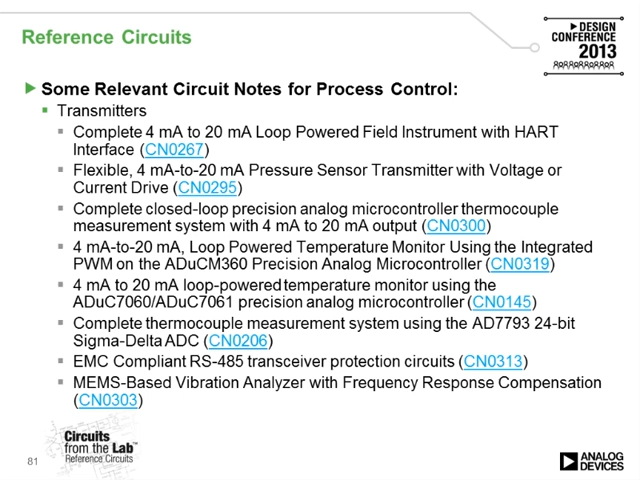 Reference Circuits
DESIGN
CONFERENCE
2013
Some Relevant Circuit Notes for Process Control:
Transmitters
Complete 4 mA to 20 mA Loop Powered Field Instrument with HART
Interface (CN0267)
Flexible, 4 mA-to-20 mA Pressure Sensor Transmitter with Voltage or
Current Drive (CN0295)
Complete closed-loop precision analog microcontroller thermocouple
measurement system with 4 mA to 20 mA output (CN0300)
4 mA-to-20 mA, Loop Powered Temperature Monitor Using the Integrated
PWM on the ADuCM360 Precision Analog Microcontroller (CN0319)
4 mA to 20 mA loop-powered temperature monitor using the
ADuC7060/ADuC7061 precision analog microcontroller (CN0145)
Complete thermocouple measurement system using the AD7793 24-bit
Sigma-Delta ADC (CN0206)
EMC Compliant RS-485 transceiver protection circuits (CN0313)
MEMS-Based Vibration Analyzer with Frequency Response Compensation
(CN0303)
Circuits
from the Lab™
Reference Circuits
81
ANALOG
DEVICES